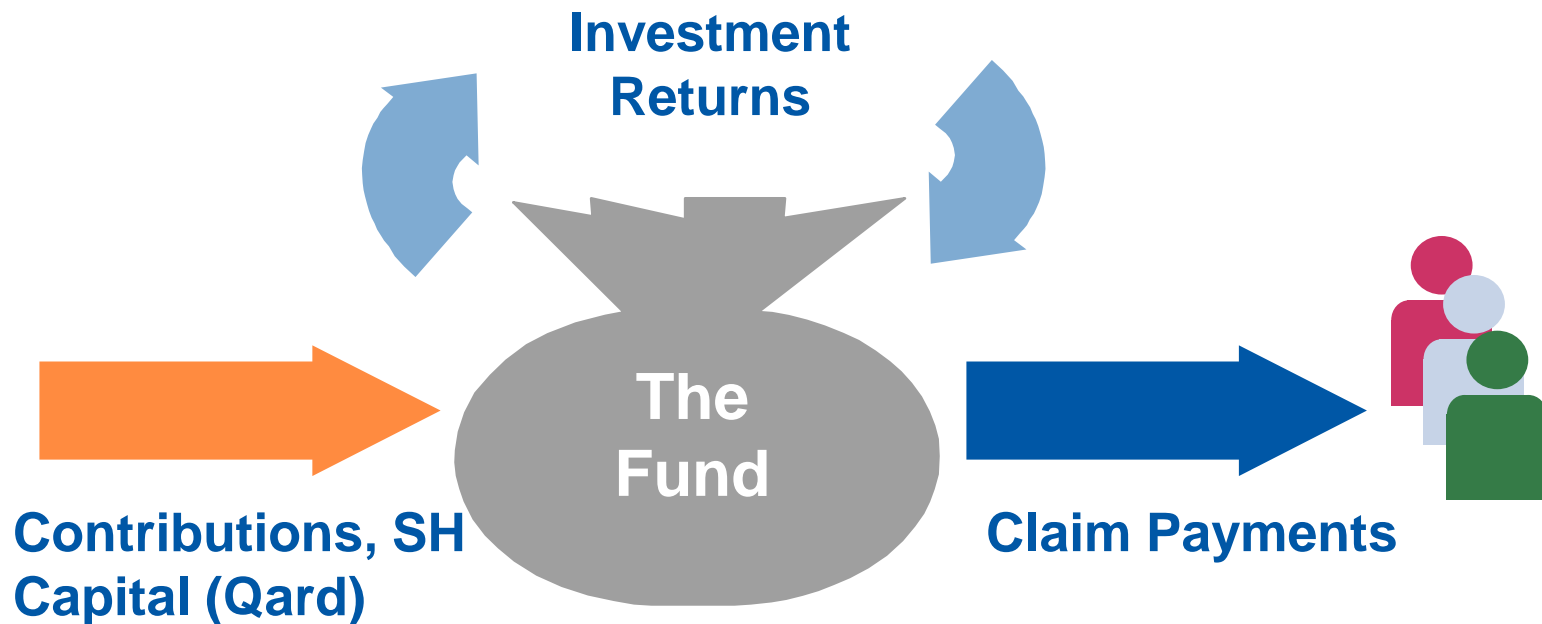 Investment
Returns
The
Fund
Contributions, SH
Capital (Qard)
Claim Payments